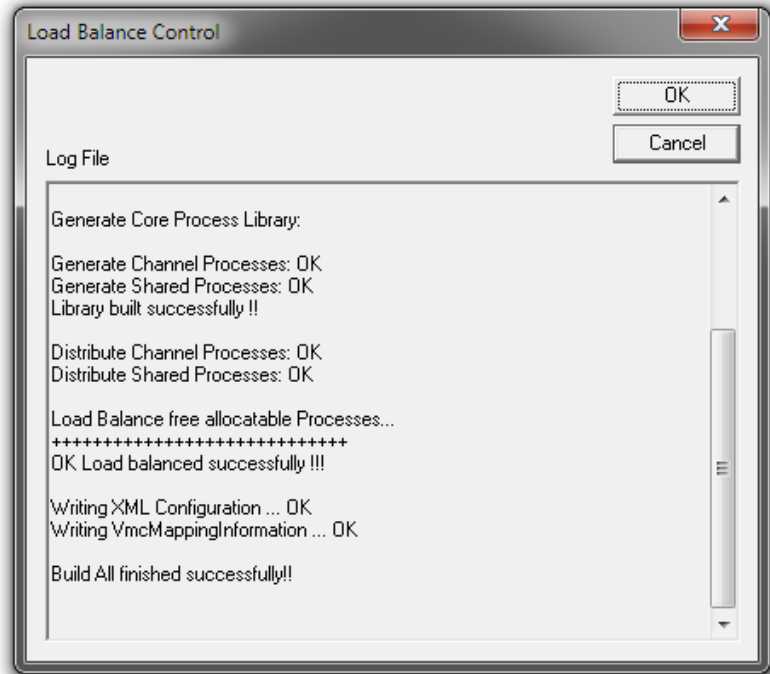 Load Balance Control
OK
Cancel
Log File
Generate Core Process Library:
Generate Channel Processes: OK
Generate Shared Processes: OK
Library built successfully !!
Distribute Channel Processes: OK
Distribute Shared Processes: OK
Load Balance free allocatable Processes...
+++++++++++++++++++++++++++++
OK Load balanced successfully !!!
Writing XML Configuration ... OK
Writing VmcMappingInformation ... OK
Build All finished successfully!!